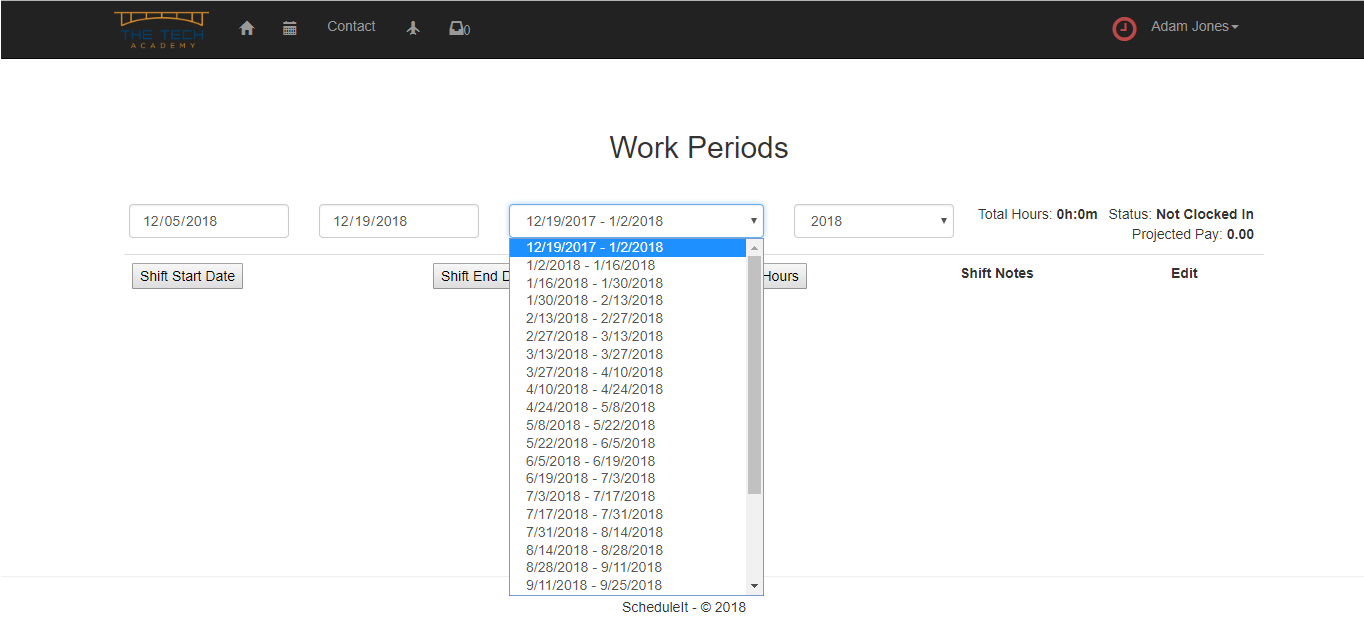 THE TECH
ACADEMY
Contact
0
Adam Jones
Work Periods
12/05/2018
12/19/2018
12/19/2017 - 1/2/2018
2018
Total Hours: 0h:0m Status: Not Clocked In
Projected Pay: 0.00
Shift Start Date
Shift End D
Hours
Shift Notes
Edit
12/19/2017 - 1/2/2018
1/2/2018 - 1/16/2018
1/16/2018 - 1/30/2018
1/30/2018 - 2/13/2018
2/13/2018 - 2/27/2018
2/27/2018 - 3/13/2018
3/13/2018 - 3/27/2018
3/27/2018 - 4/10/2018
4/10/2018 - 4/24/2018
4/24/2018 - 5/8/2018
5/8/2018 - 5/22/2018
5/22/2018 - 6/5/2018
6/5/2018 - 6/19/2018
6/19/2018 - 7/3/2018
7/3/2018 - 7/17/2018
7/17/2018 - 7/31/2018
7/31/2018 - 8/14/2018
8/14/2018 - 8/28/2018
8/28/2018 - 9/11/2018
9/11/2018 - 9/25/2018
ScheduleIt - © 2018